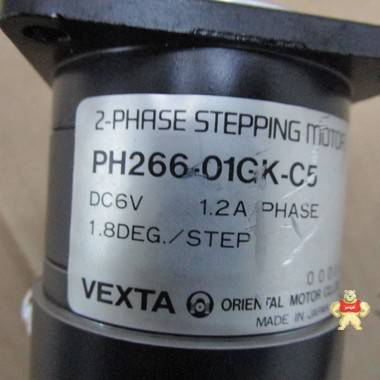 2-PHASE STEPPING MOTOR
PH266-01GK-C5
DC6V 1.2A PHASE
1.8DEG./STEP
VEXTA ORIENTAL MOTOR
MADE IN JAPAN